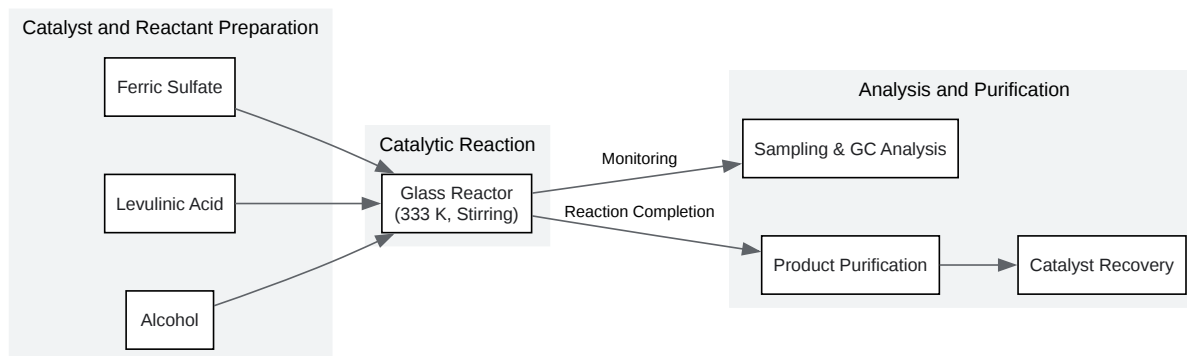 Catalyst and Reactant Preparation
Ferric Sulfate
Levulinic Acid
Alcohol
Catalytic Reaction
Glass Reactor
(333 K, Stirring)
Monitoring
Reaction Completion
Analysis and Purification
Sampling & GC Analysis
Product Purification
Catalyst Recovery